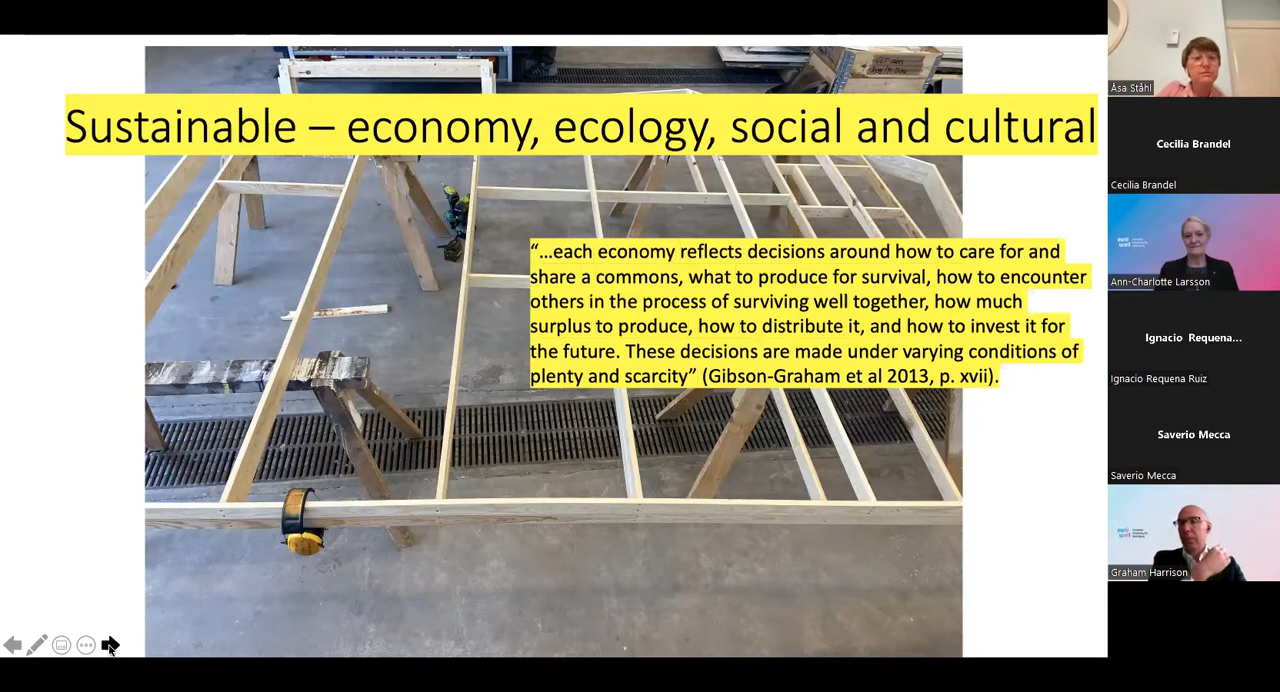 Sustainable – economy, ecology, social and cultural
“…each economy reflects decisions around how to care for and
share a commons, what to produce for survival, how to encounter
others in the process of surviving well together, how much
surplus to produce, how to distribute it, and how to invest it for
the future. These decisions are made under varying conditions of
plenty and scarcity” (Gibson-Graham et al 2013, p. xvii).
Åsa Ståhl
Cecilia Brandel
Cecilia Brandel
euni
well
Ann-Charlotte Larsson
Ignacio Requena...
Ignacio Requena Ruiz
Saverio Mecca
Saverio Mecca
euni
well
Graham Harrison